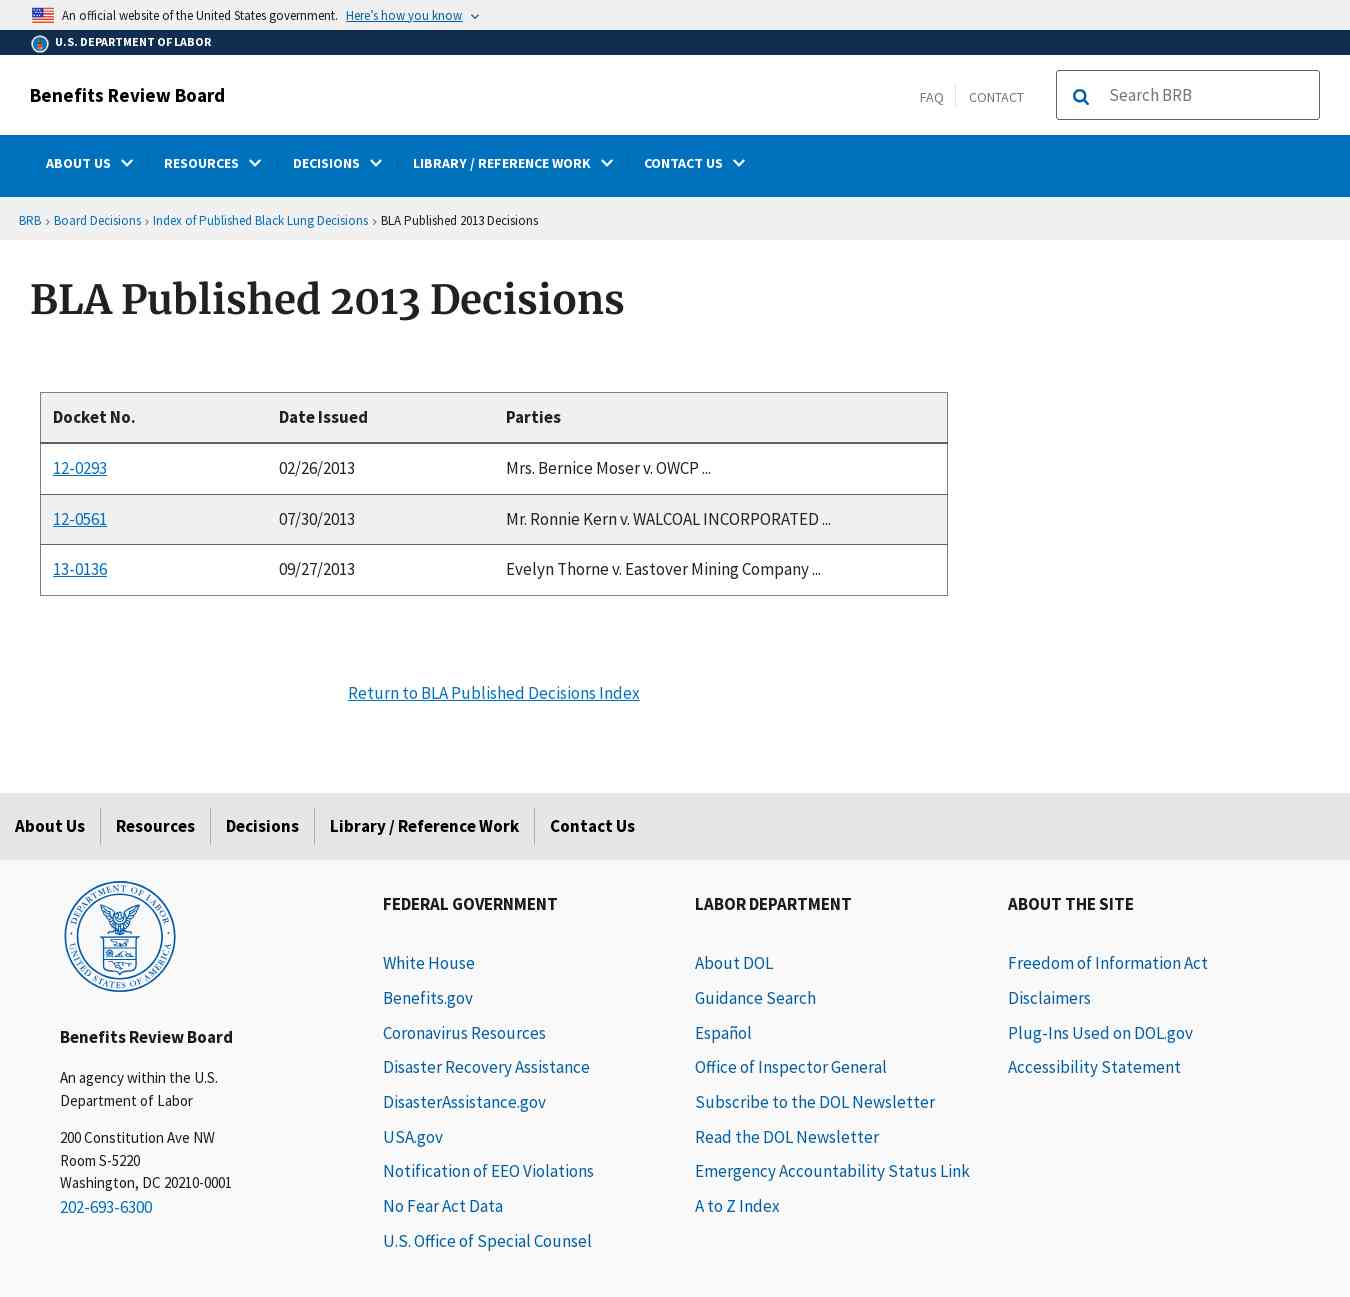 An official website of the United States government. Here's how you know
U.S. DEPARTMENT OF LABOR
Benefits Review Board
FAQ
CONTACT
Search BRB
ABOUT US
RESOURCES
DECISIONS
LIBRARY / REFERENCE WORK
CONTACT US
BRB › Board Decisions › Index of Published Black Lung Decisions › BLA Published 2013 Decisions
BLA Published 2013 Decisions
Docket No. Date Issued Parties
12-0293 02/26/2013 Mrs. Bernice Moser v. OWCP ...
12-0561 07/30/2013 Mr. Ronnie Kern v. WALCOAL INCORPORATED ...
13-0136 09/27/2013 Evelyn Thorne v. Eastover Mining Company ...
Return to BLA Published Decisions Index
About Us
Resources
Decisions
Library / Reference Work
Contact Us
DEPARTMENT OF LABOR
UNITED STATES OF AMERICA
Benefits Review Board
An agency within the U.S.
Department of Labor
200 Constitution Ave NW
Room S-5220
Washington, DC 20210-0001
202-693-6300
FEDERAL GOVERNMENT
White House
Benefits.gov
Coronavirus Resources
Disaster Recovery Assistance
DisasterAssistance.gov
USA.gov
Notification of EEO Violations
No Fear Act Data
U.S. Office of Special Counsel
LABOR DEPARTMENT
About DOL
Guidance Search
Español
Office of Inspector General
Subscribe to the DOL Newsletter
Read the DOL Newsletter
Emergency Accountability Status Link
A to Z Index
ABOUT THE SITE
Freedom of Information Act
Disclaimers
Plug-Ins Used on DOL.gov
Accessibility Statement